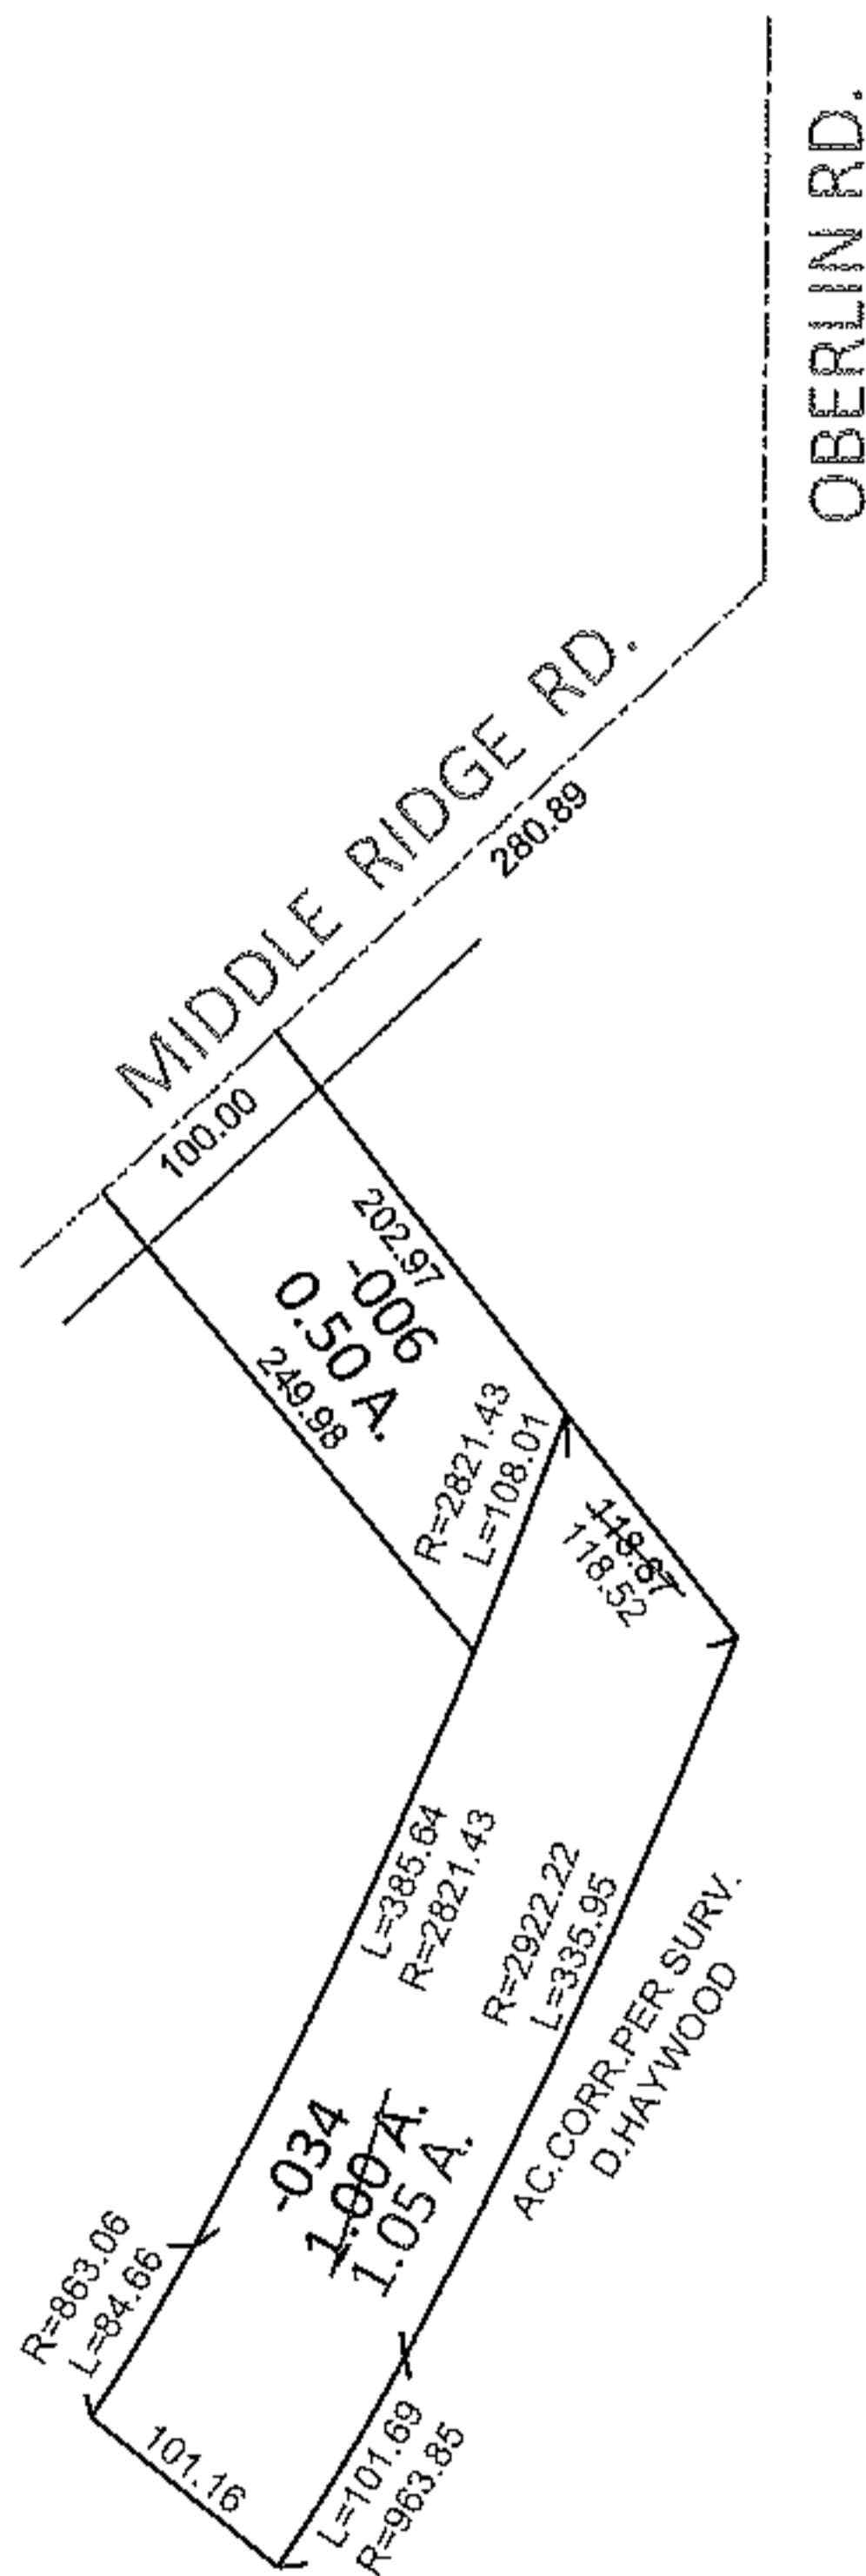 OBERLIN RD.
MIDDLE RIDGE RD.
280.89
100.00
202.97
-006
0.50 A.
249.98
R=2821.43
L=108.01
118.87
118.52
L=385.64
R=2821.43
R=2922.22
L=335.95
AC.CORR.PER SURV.
D.HAYWOOD
-034
1.00 A.
1.05 A.
R=863.06
L=84.66
101.16
L=101.69
R=963.85